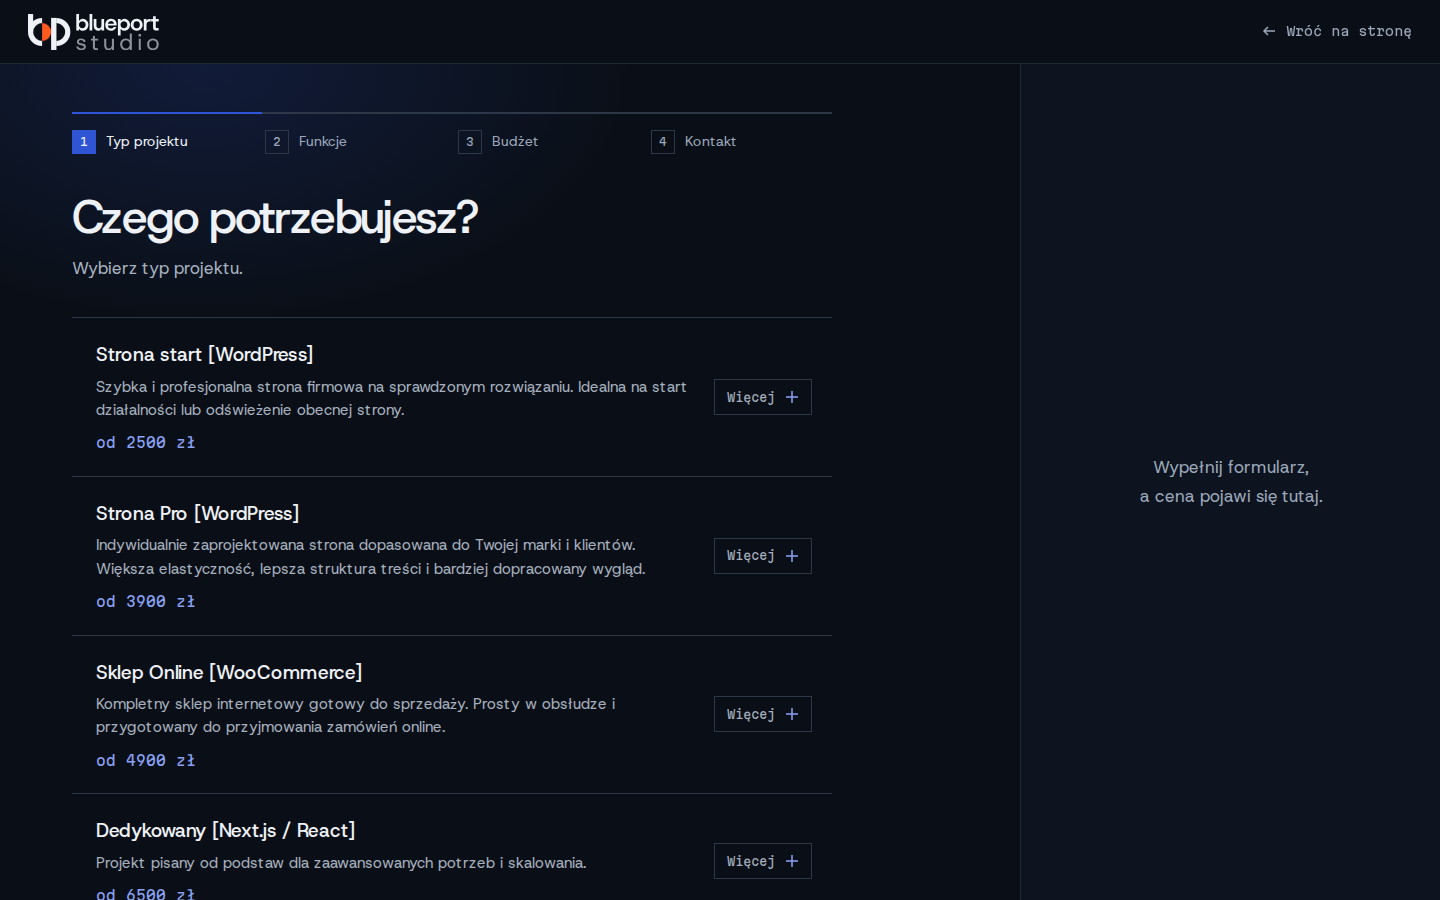 blueport
studio
← Wróć na stronę
1 Typ projektu
2 Funkcje
3 Budżet
4 Kontakt
Czego potrzebujesz?
Wybierz typ projektu.
Strona start [WordPress]
Szybka i profesjonalna strona firmowa na sprawdzonym rozwiązaniu. Idealna na start
działalności lub odświeżenie obecnej strony.
od 2500 zł
Więcej +
Strona Pro [WordPress]
Indywidualnie zaprojektowana strona dopasowana do Twojej marki i klientów.
Większa elastyczność, lepsza struktura treści i bardziej dopracowany wygląd.
od 3900 zł
Więcej +
Sklep Online [WooCommerce]
Kompletny sklep internetowy gotowy do sprzedaży. Prosty w obsłudze i
przygotowany do przyjmowania zamówień online.
od 4900 zł
Więcej +
Dedykowany [Next.js / React]
Projekt pisany od podstaw dla zaawansowanych potrzeb i skalowania.
od 6500 zł
Więcej +
Wypełnij formularz,
a cena pojawi się tutaj.